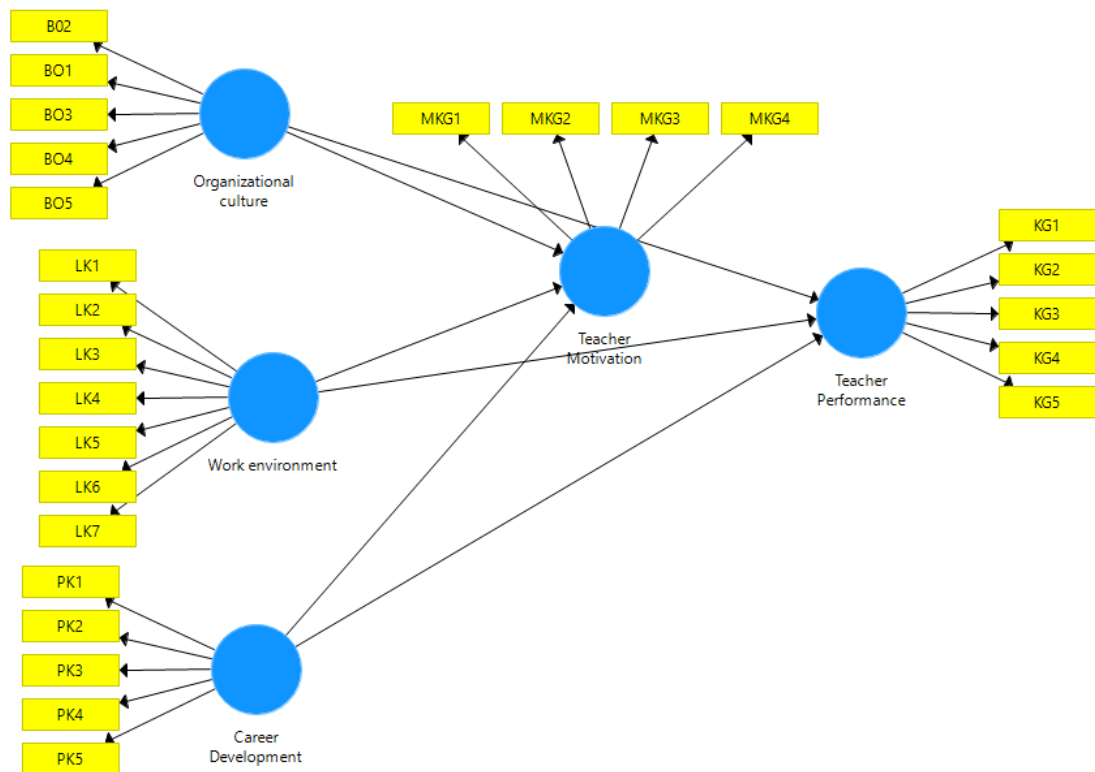 B02
BO1
BO3
BO4
BO5
Organizational
culture
MKG1
MKG2
MKG3
MKG4
Teacher
Motivation
LK1
LK2
LK3
LK4
LK5
LK6
LK7
Work environment
KG1
KG2
KG3
KG4
KG5
Teacher
Performance
PK1
PK2
PK3
PK4
PK5
Career
Development